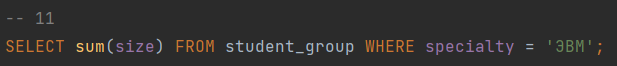 -- 11
SELECT sum(size) FROM student_group WHERE specialty = 'ЭВМ';